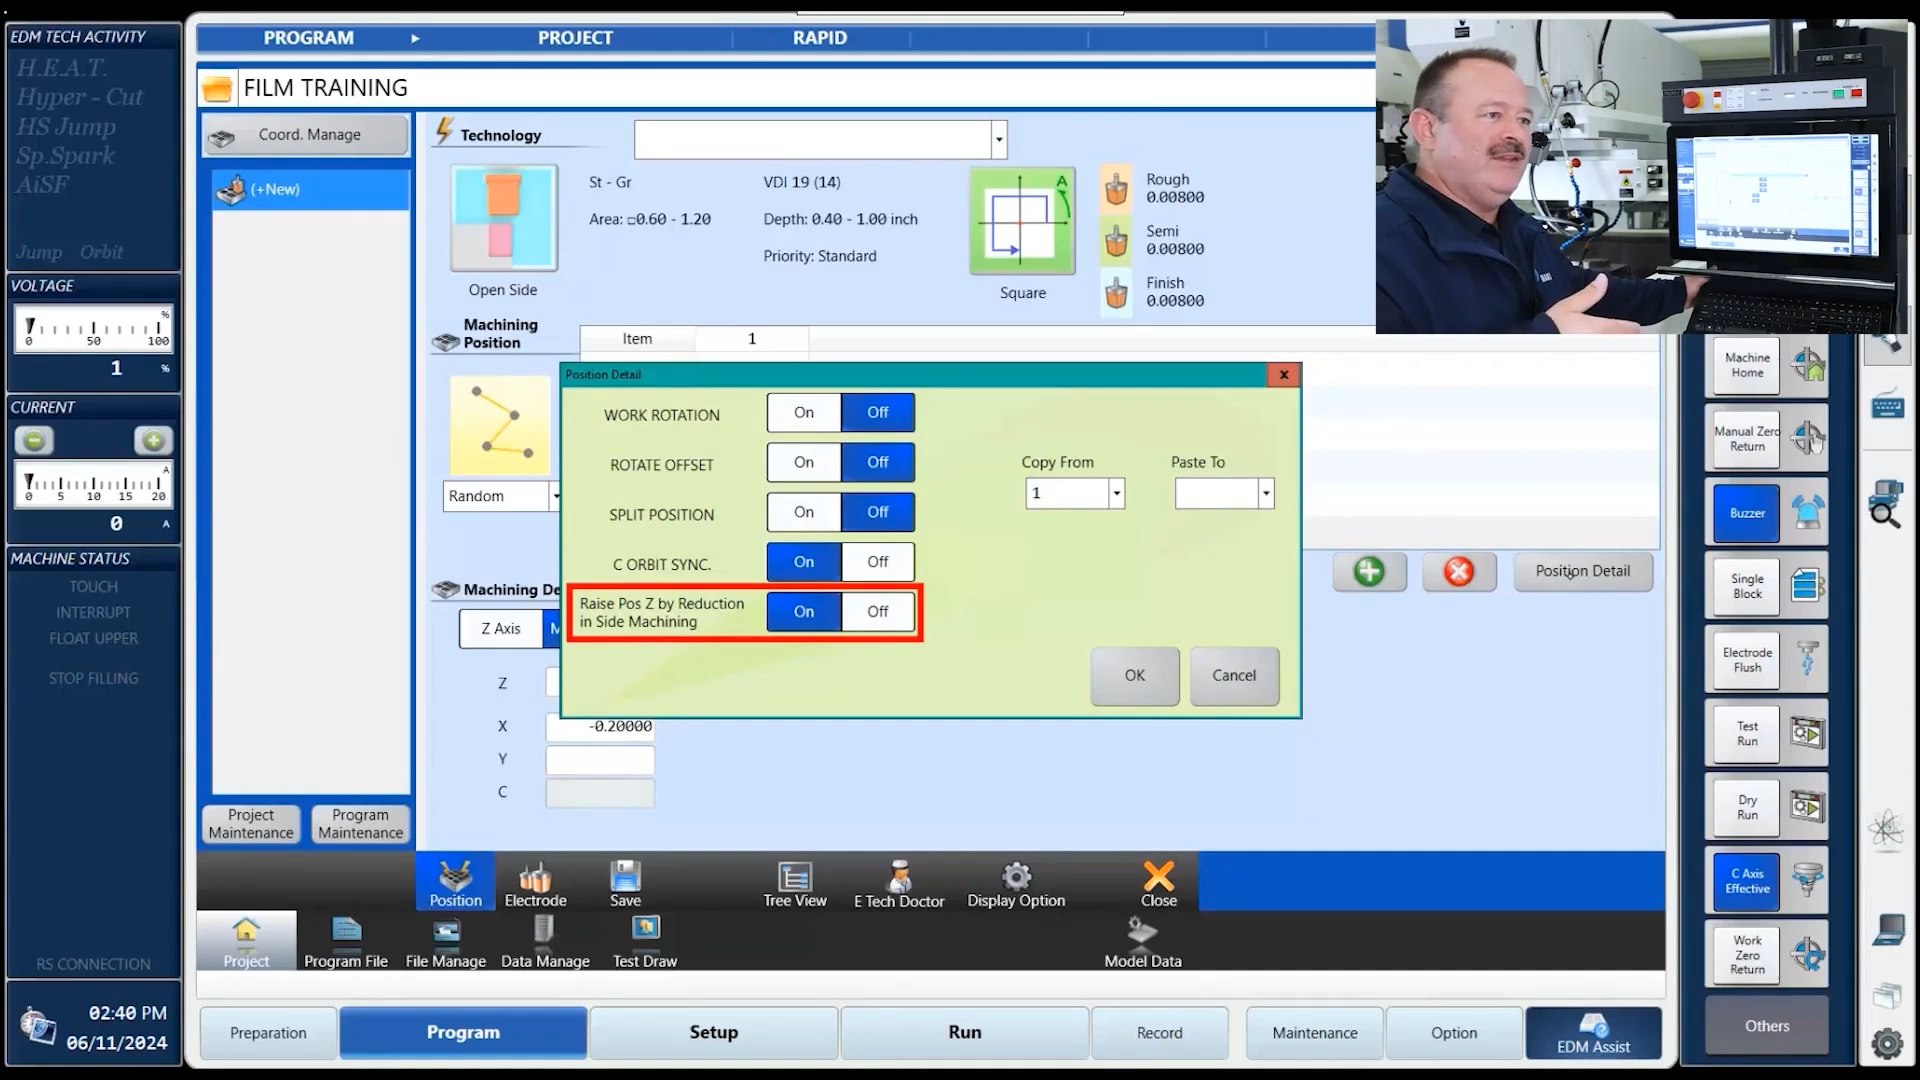 EDM TECH ACTIVITY
H.E.A.T.
Hyper - Cut
HS Jump
Sp.Spark
AiSF
Jump Orbit
VOLTAGE
%
0 50 100
1 %
CURRENT
A
0 5 10 15 20
0 A
MACHINE STATUS
TOUCH
INTERRUPT
FLOAT UPPER
STOP FILLING
RS CONNECTION
02:40 PM
06/11/2024
PROGRAM PROJECT RAPID
FILM TRAINING
Coord. Manage
(+New)
Project Maintenance
Program Maintenance
Technology
Open Side
St - Gr
Area: □0.60 - 1.20
VDI 19 (14)
Depth: 0.40 - 1.00 inch
Priority: Standard
A
Square
Rough
0.00800
Semi
0.00800
Finish
0.00800
Machining
Position
Item 1
Random
Position Detail
WORK ROTATION On Off
ROTATE OFFSET On Off
SPLIT POSITION On Off
C ORBIT SYNC. On Off
Raise Pos Z by Reduction
in Side Machining On Off
Copy From Paste To
1
OK Cancel
Position Detail
Machining De
Z Axis M
Z
X -0.20000
Y
C
Position Electrode Save Tree View E Tech Doctor Display Option Close
Project Program File File Manage Data Manage Test Draw Model Data
Preparation Program Setup Run Record Maintenance Option EDM Assist
Machine
Home
Manual Zero
Return
Buzzer
Single
Block
Electrode
Flush
Test
Run
Dry
Run
C Axis
Effective
Work
Zero
Return
Others